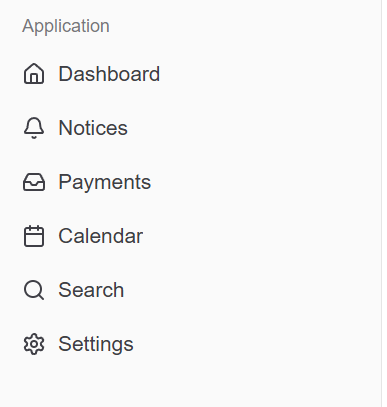 Application
Dashboard
Notices
Payments
Calendar
Search
Settings